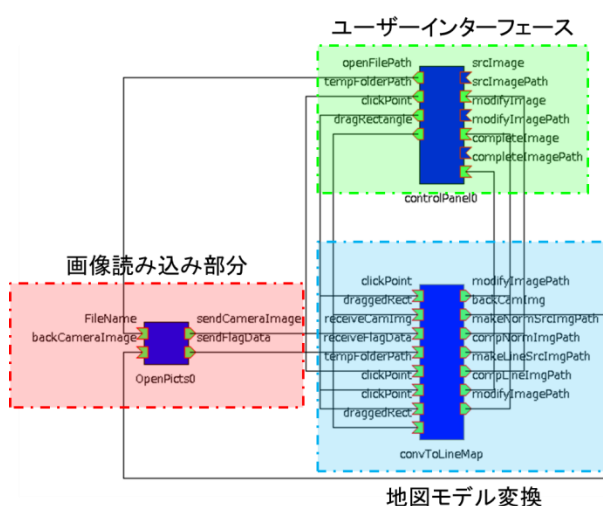 ユーザーインターフェース
openFilePath
tempFolderPath
clickPoint
dragRectangle
srcImage
srcImagePath
modifyImage
modifyImagePath
completeImage
completeImagePath
controlPanel0
画像読み込み部分
FileName
backCameraImage
sendCameraImage
sendFlagData
OpenPicts0
clickPoint
draggedRect
receiveCamImg
receiveFlagData
tempFolderPath
clickPoint
clickPoint
draggedRect
modifyImagePath
backCamImg
makeNormSrcImgPath
compNormImgPath
makeLineSrcImgPath
compLineImgPath
modifyImagePath
convToLineMap
地図モデル変換